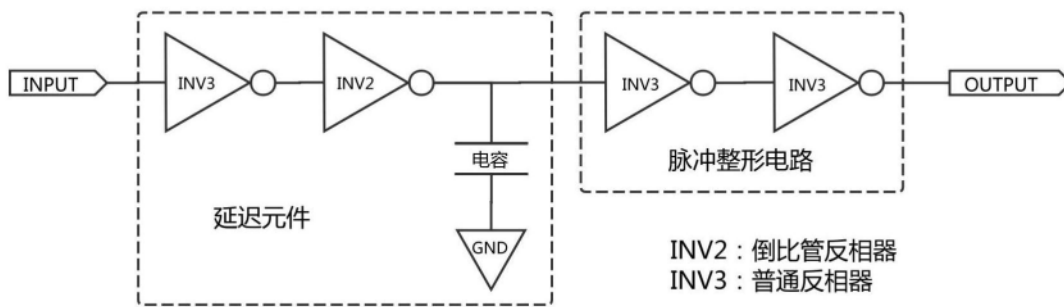 INPUT
INV3
INV2
INV3
INV3
OUTPUT
电容
脉冲整形电路
延迟元件
GND
INV2：倒比管反相器
INV3：普通反相器